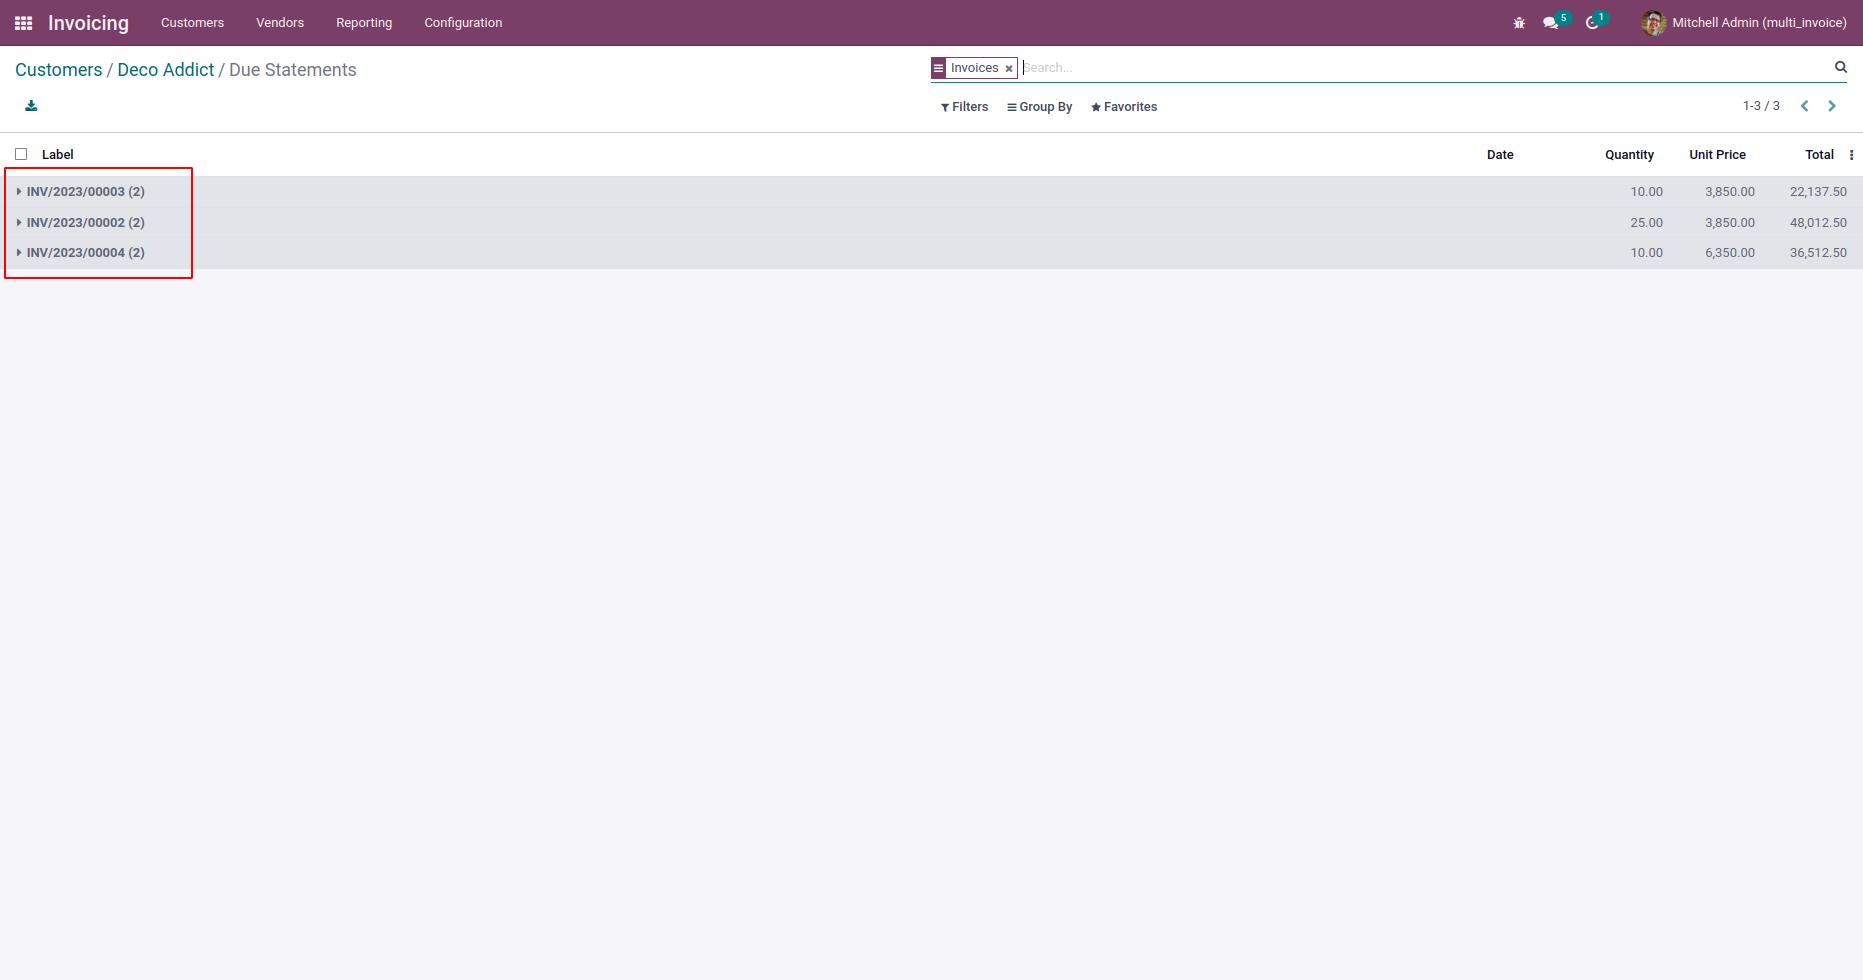 Invoicing Customers Vendors Reporting Configuration 5 1 Mitchell Admin (multi_invoice)
Customers / Deco Addict / Due Statements
Invoices Search...
Filters Group By Favorites 1-3 / 3
Label Date Quantity Unit Price Total
INV/2023/00003 (2) 10.00 3,850.00 22,137.50
INV/2023/00002 (2) 25.00 3,850.00 48,012.50
INV/2023/00004 (2) 10.00 6,350.00 36,512.50